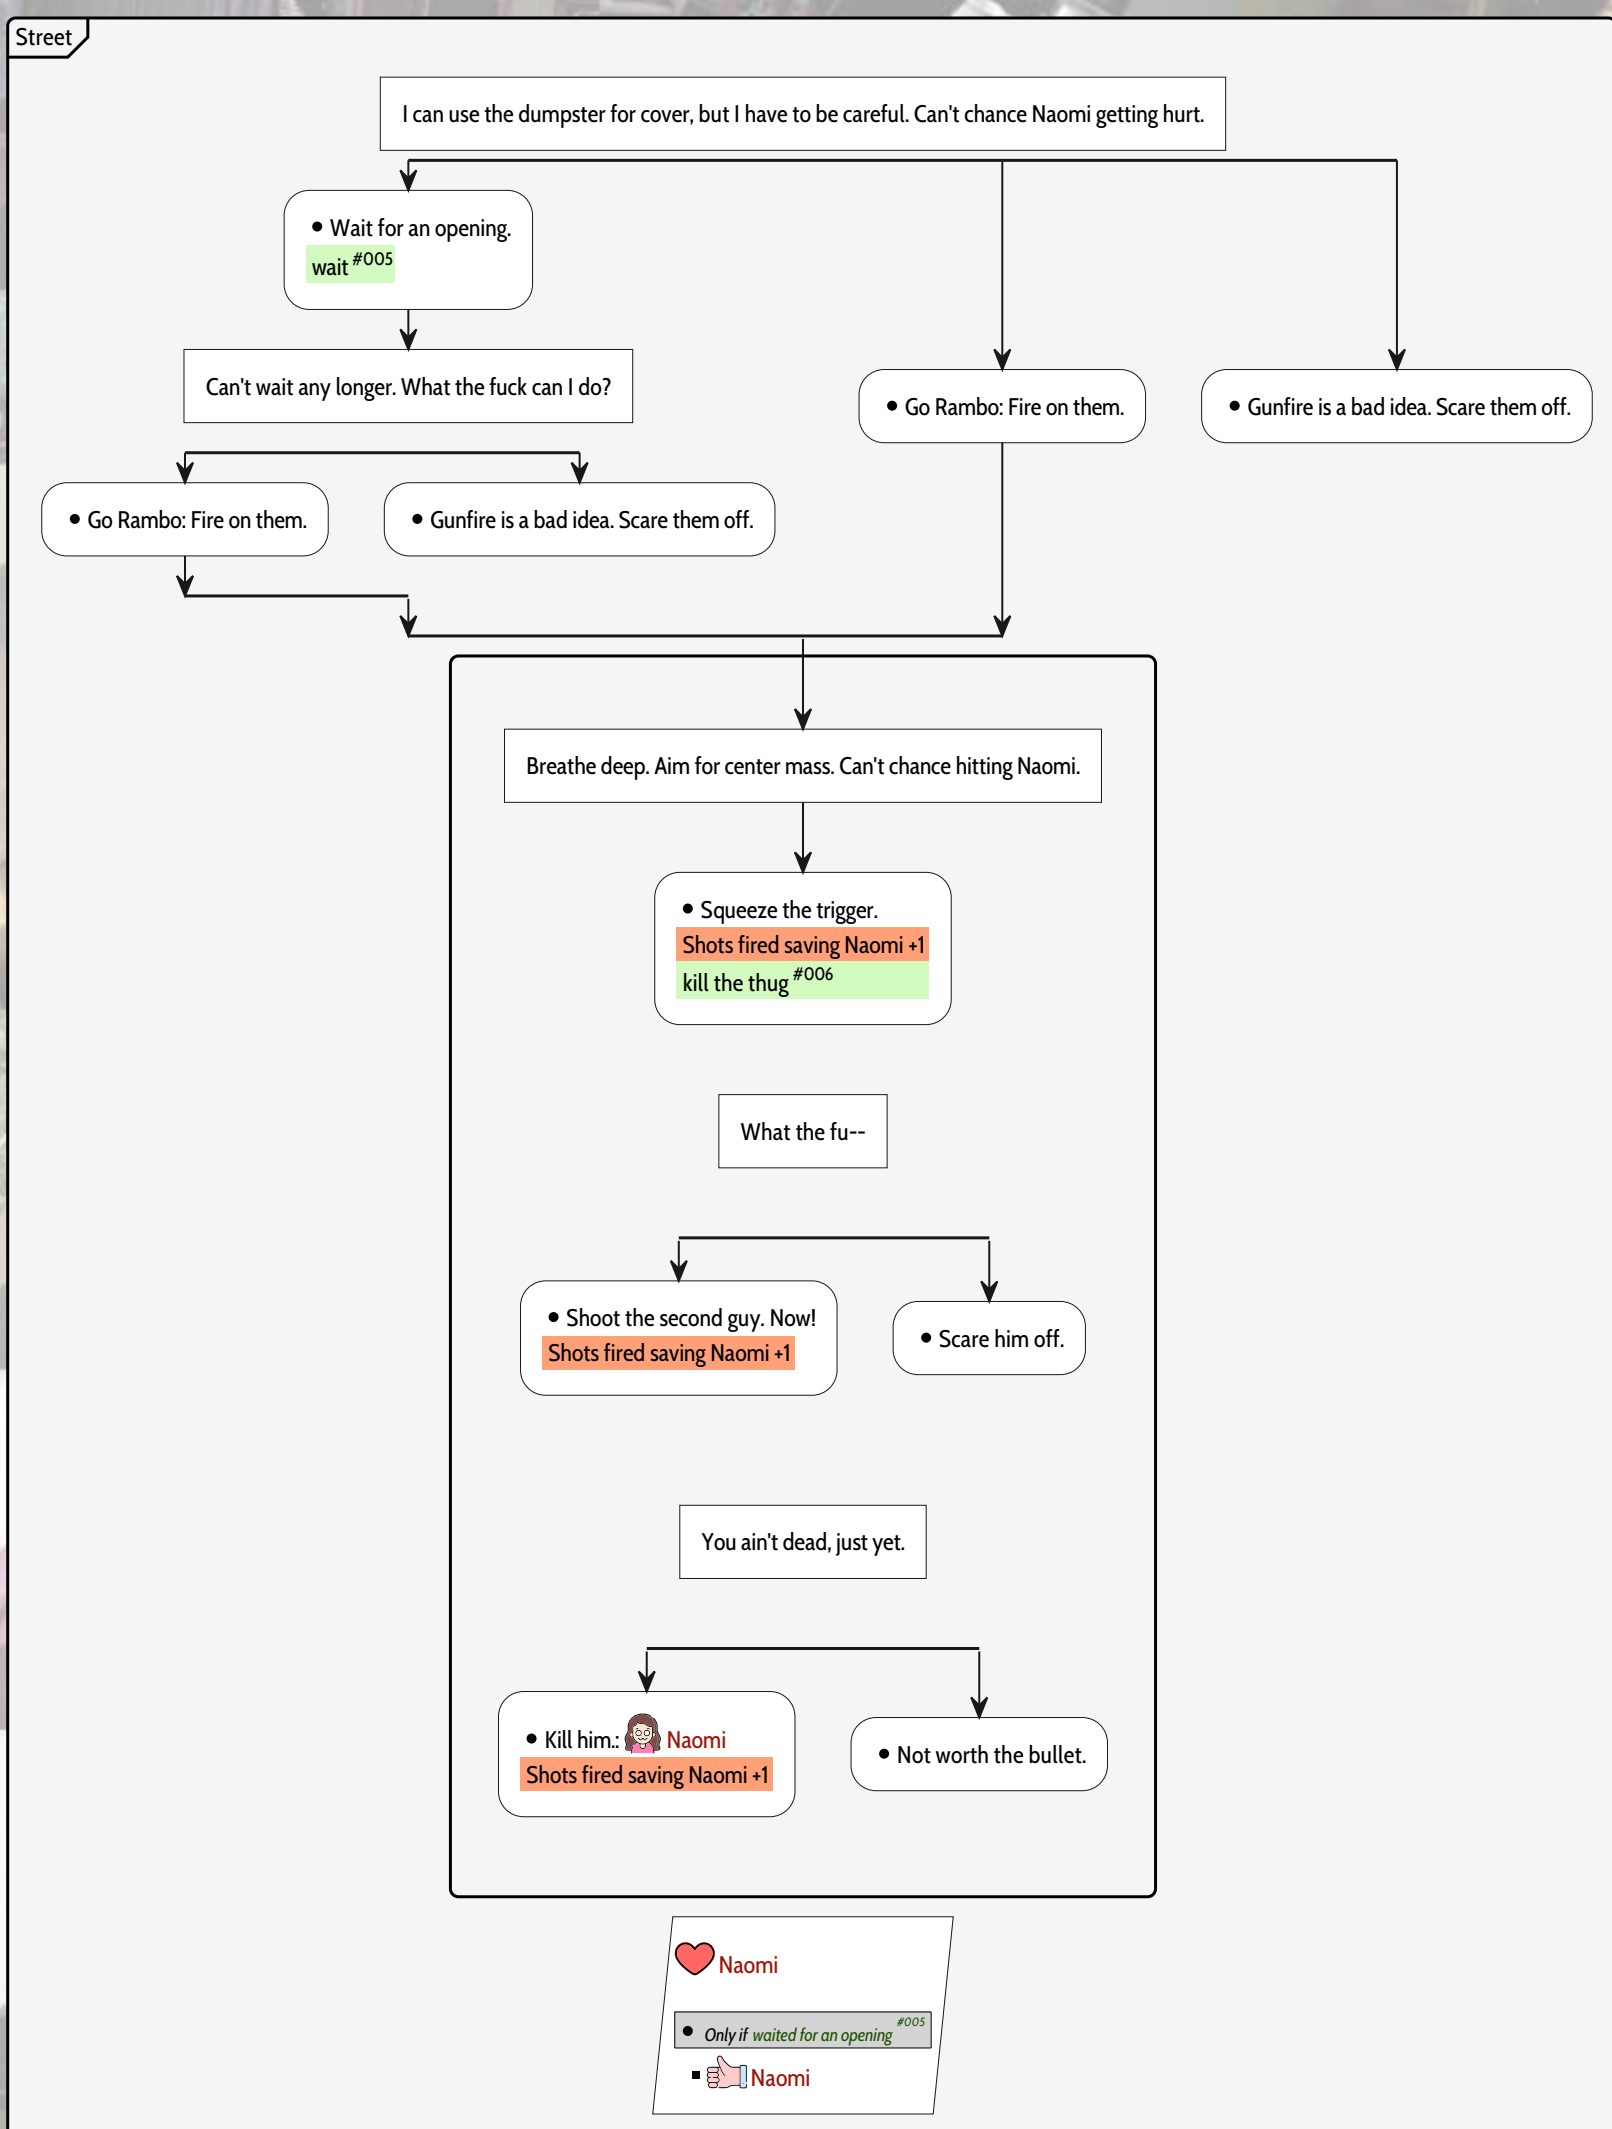 Street
I can use the dumpster for cover, but I have to be careful. Can't chance Naomi getting hurt.
• Wait for an opening.
wait #005
Can't wait any longer. What the fuck can I do?
• Go Rambo: Fire on them.
• Gunfire is a bad idea. Scare them off.
• Go Rambo: Fire on them.
• Gunfire is a bad idea. Scare them off.
Breathe deep. Aim for center mass. Can't chance hitting Naomi.
• Squeeze the trigger.
Shots fired saving Naomi +1
kill the thug #006
What the fu--
• Shoot the second guy. Now!
Shots fired saving Naomi +1
• Scare him off.
You ain't dead, just yet.
• Kill him.: Naomi
Shots fired saving Naomi +1
• Not worth the bullet.
Naomi
• Only if waited for an opening #005
▪ Naomi